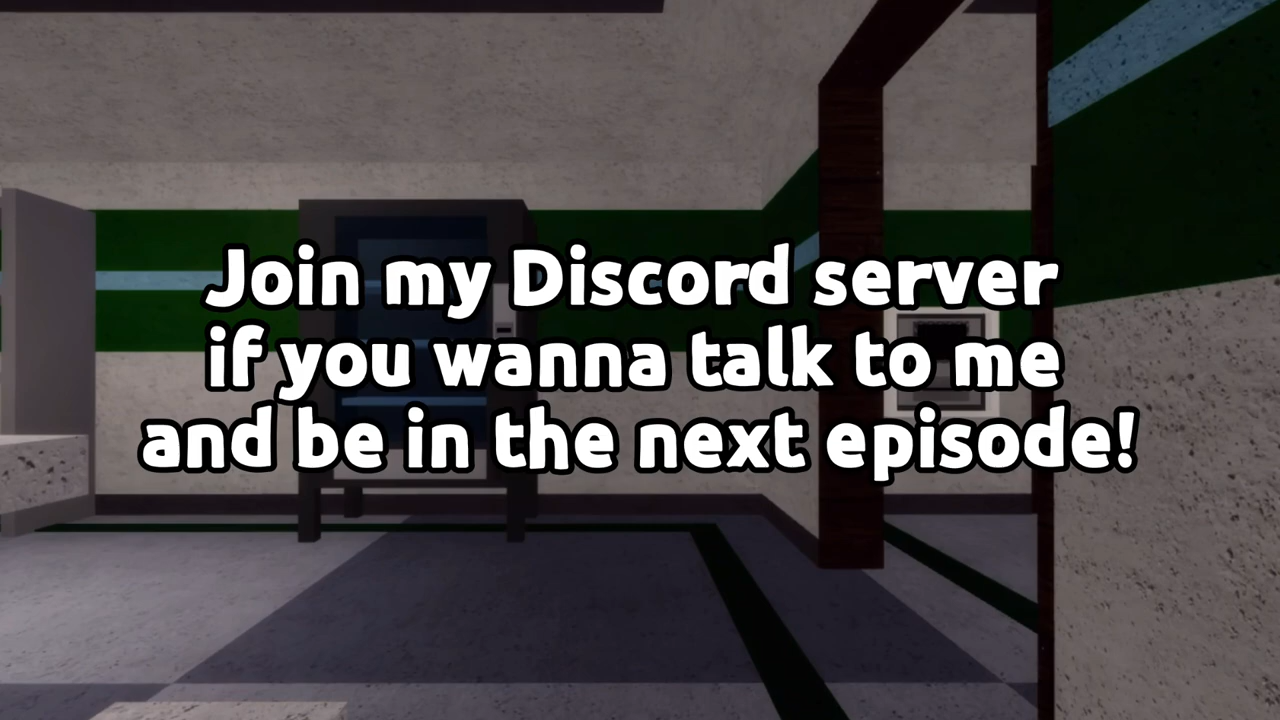 Join my Discord server
if you wanna talk to me
and be in the next episode!